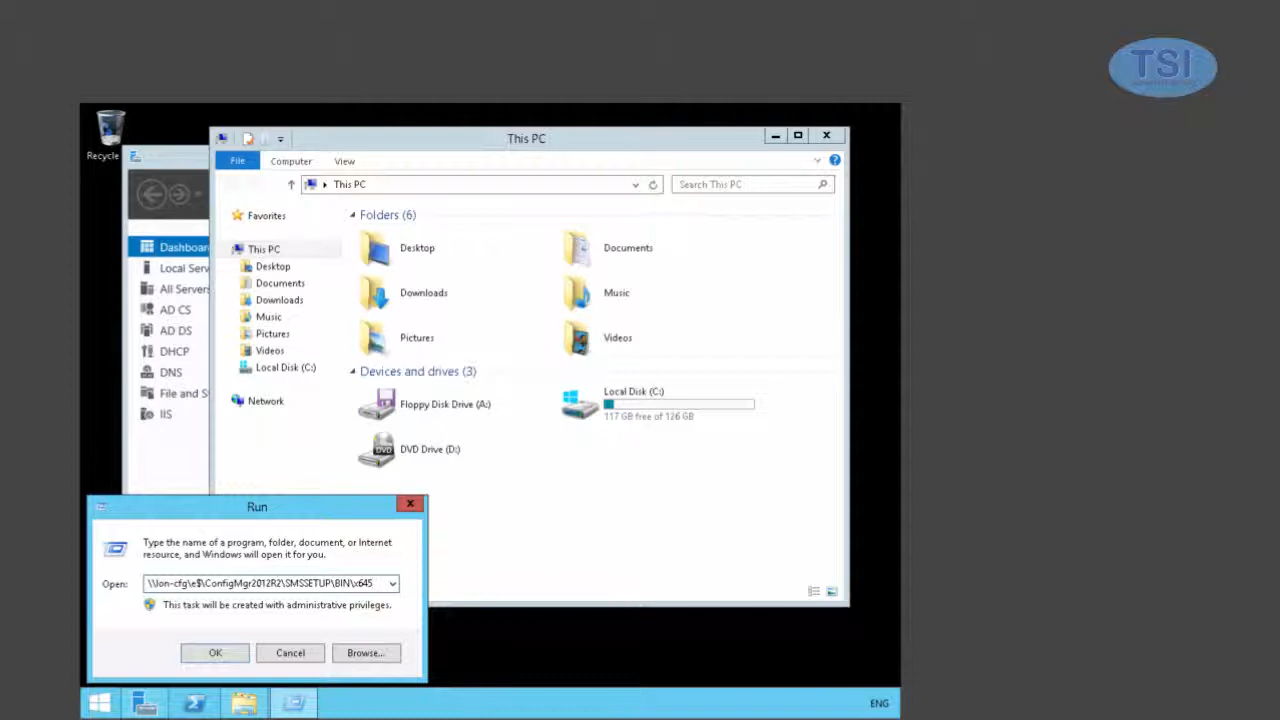 TSI
Recycle
This PC
File
Computer
View
This PC
Search This PC
Favorites
This PC
Desktop
Documents
Downloads
Music
Pictures
Videos
Local Disk (C:)
Network
Folders (6)
Desktop
Documents
Downloads
Music
Pictures
Videos
Devices and drives (3)
Floppy Disk Drive (A:)
Local Disk (C:)
117 GB free of 126 GB
DVD Drive (D:)
Dashboar
Local Serv
All Servers
AD CS
AD DS
DHCP
DNS
File and S
IIS
Run
Type the name of a program, folder, document, or Internet
resource, and Windows will open it for you.
Open:
\\lon-cfg\e$\ConfigMgr2012R2\SMSSETUP\BIN\x645
This task will be created with administrative privileges.
OK
Cancel
Browse...
ENG